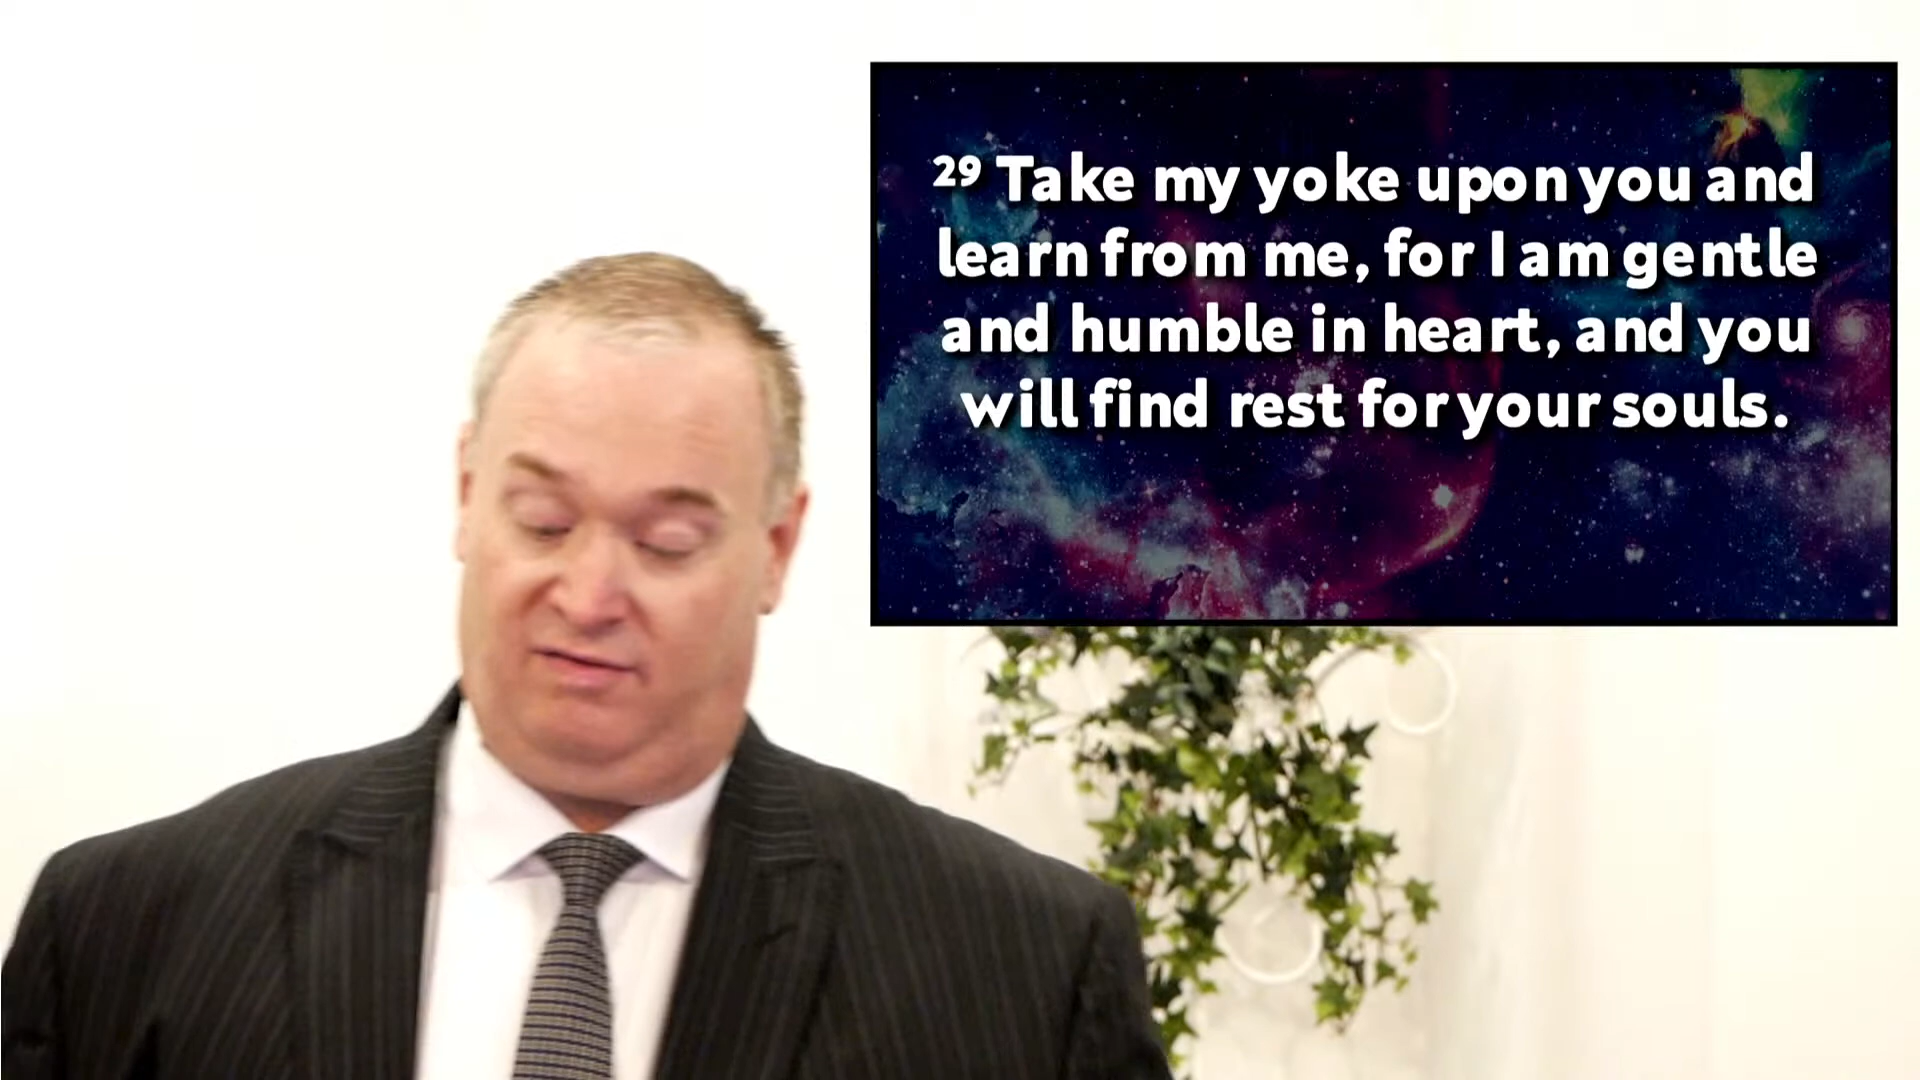 ²⁹ Take my yoke upon you and
learn from me, for I am gentle
and humble in heart, and you
will find rest for your souls.